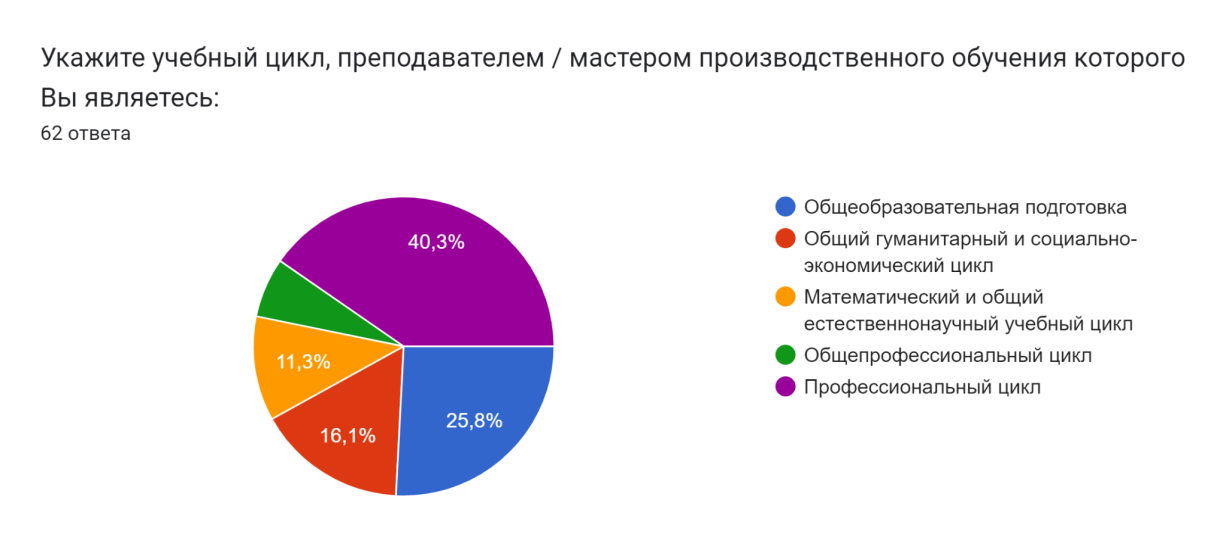 Укажите учебный цикл, преподавателем / мастером производственного обучения которого
Вы являетесь:
62 ответа
40,3%
11,3%
16,1%
25,8%
Общеобразовательная подготовка
Общий гуманитарный и социально-
экономический цикл
Математический и общий
естественнонаучный учебный цикл
Общепрофессиональный цикл
Профессиональный цикл